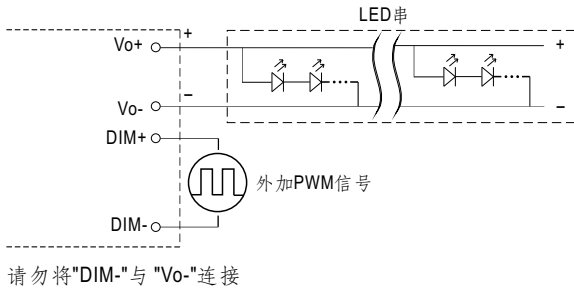 LED串
Vo+ + +
Vo- – –
DIM+
外加PWM信号
DIM-
请勿将"DIM-"与 "Vo-"连接